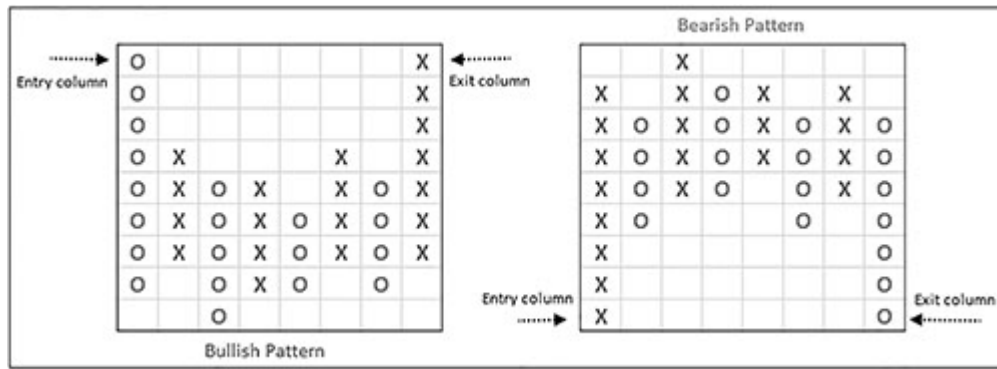 Entry column
Exit column
O X
O X
O X
O X X X
O X O X X O X
O X O X O X O X
O X O X O X O X
O O X O O
O
Bullish Pattern
Bearish Pattern
X
X X O X X
X O X O X O X O
X O X O X O X O
X O X O O X O
X O O O
X O
X O
X O
Entry column
Exit column